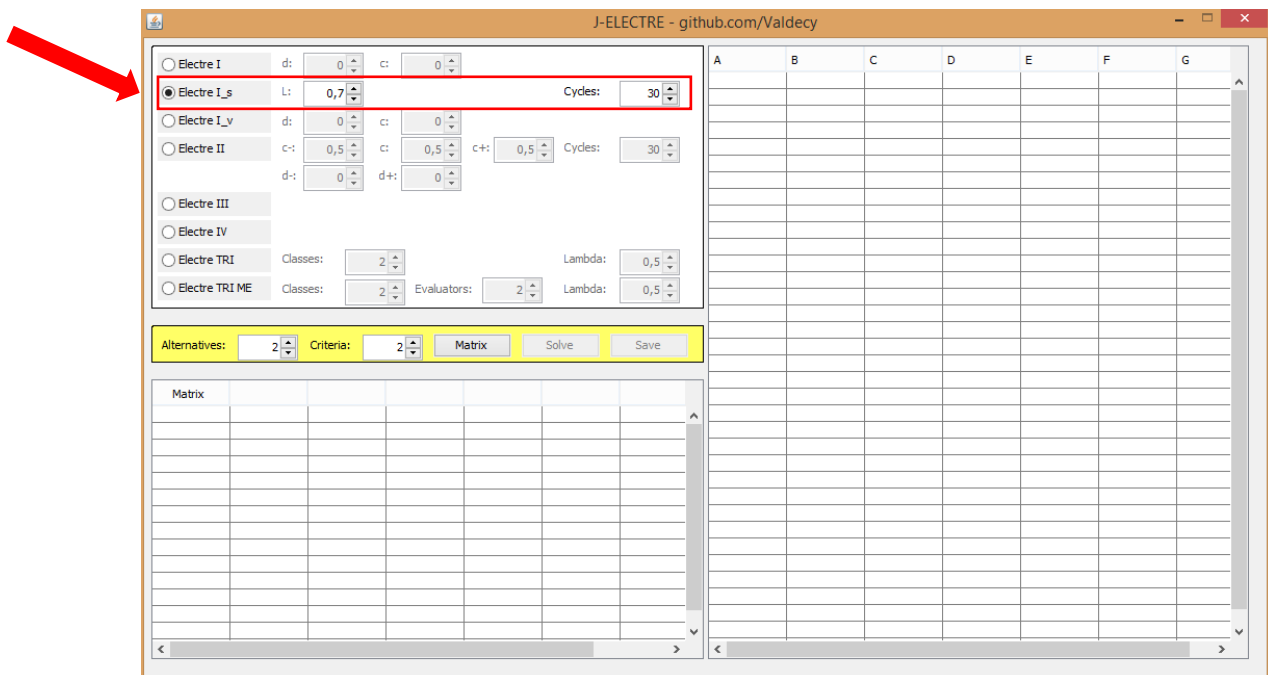 J-ELECTRE - github.com/Valdecy
Electre I d: 0 c: 0
Electre I_s L: 0,7 Cycles: 30
Electre I_v d: 0 c: 0
Electre II c-: 0,5 c: 0,5 c+: 0,5 Cycles: 30
d-: 0 d+: 0
Electre III
Electre IV
Electre TRI Classes: 2 Lambda: 0,5
Electre TRI ME Classes: 2 Evaluators: 2 Lambda: 0,5
Alternatives: 2 Criteria: 2 Matrix Solve Save
Matrix
A B C D E F G